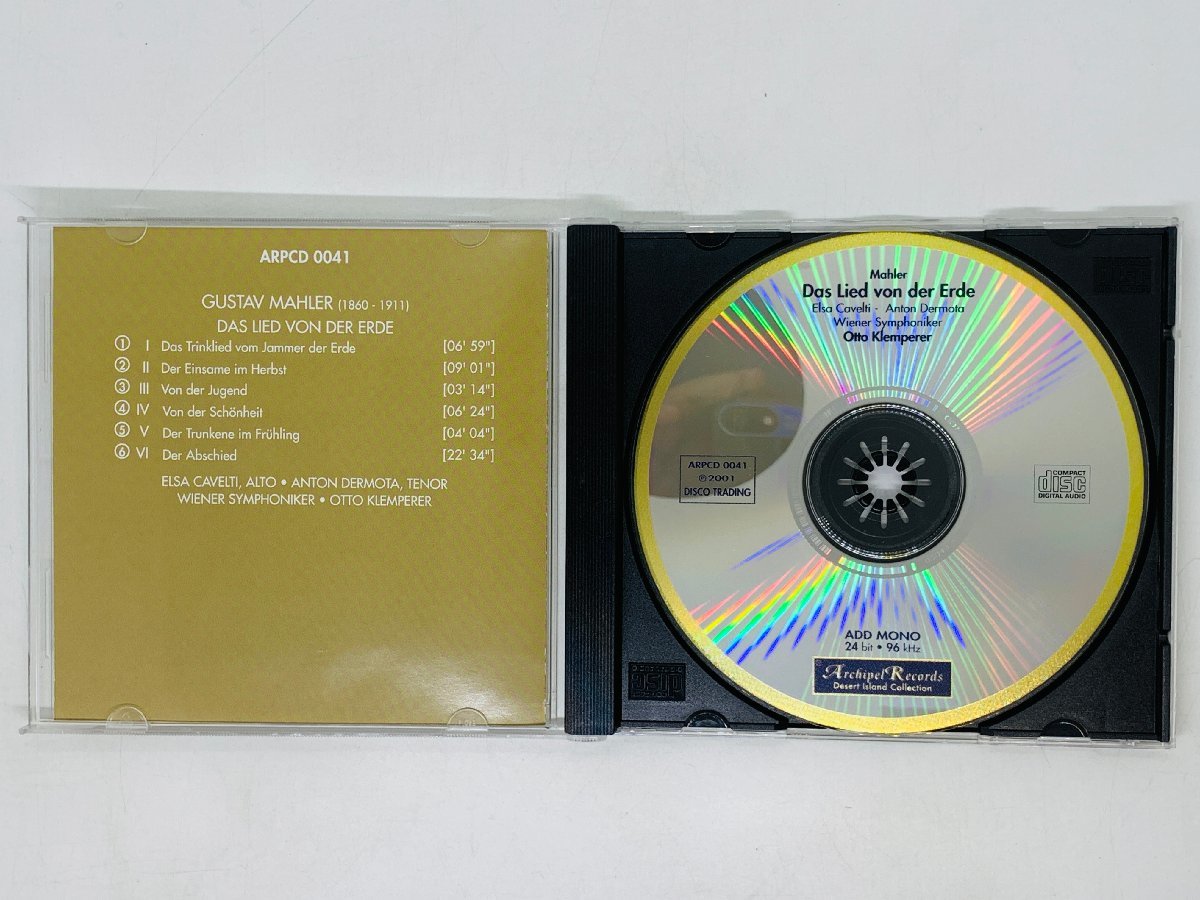 ARPCD 0041
GUSTAV MAHLER (1860 - 1911)
DAS LIED VON DER ERDE
① I Das Trinklied vom Jammer der Erde [06' 59"]
② II Der Einsame im Herbst [09' 01"]
③ III Von der Jugend [03' 14"]
④ IV Von der Schönheit [06' 24"]
⑤ V Der Trunkene im Frühling [04' 04"]
⑥ VI Der Abschied [22' 34"]
ELSA CAVELTI, ALTO • ANTON DERMOTA, TENOR
WIENER SYMPHONIKER • OTTO KLEMPERER
Mahler
Das Lied von der Erde
Elsa Cavelti - Anton Dermota
Wiener Symphoniker
Otto Klemperer
ARPCD 0041
℗2001
DISCO TRADING
COMPACT
disc
DIGITAL AUDIO
ADD MONO
24 bit • 96 kHz
Archipel Records
Desert Island Collection